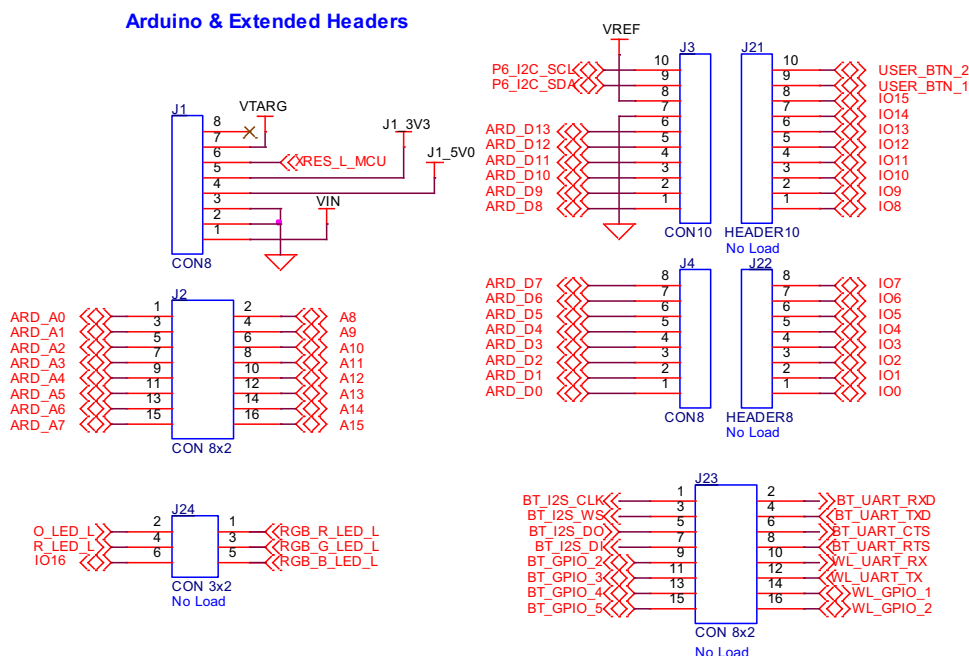 Arduino & Extended Headers
J1
VTARG
J1_3V3
J1_5V0
VIN
XRES_L_MCU
8
7
6
5
4
3
2
1
CON8
VREF
J3
P6_I2C_SCL 10
P6_I2C_SDA 9
8
7
ARD_D13 6
ARD_D12 5
ARD_D11 4
ARD_D10 3
ARD_D9 2
ARD_D8 1
CON10
J21
10 USER_BTN_2
9 USER_BTN_1
8 IO15
7 IO14
6 IO13
5 IO12
4 IO11
3 IO10
2 IO9
1 IO8
HEADER10
No Load
J2
ARD_A0 1 2 A8
ARD_A1 3 4 A9
ARD_A2 5 6 A10
ARD_A3 7 8 A11
ARD_A4 9 10 A12
ARD_A5 11 12 A13
ARD_A6 13 14 A14
ARD_A7 15 16 A15
CON 8x2
J4
ARD_D7 8
ARD_D6 7
ARD_D5 6
ARD_D4 5
ARD_D3 4
ARD_D2 3
ARD_D1 2
ARD_D0 1
CON8
J22
8 IO7
7 IO6
6 IO5
5 IO4
4 IO3
3 IO2
2 IO1
1 IO0
HEADER8
No Load
J24
O_LED_L 2 1 RGB_R_LED_L
R_LED_L 4 3 RGB_G_LED_L
IO16 6 5 RGB_B_LED_L
CON 3x2
No Load
J23
BT_I2S_CLK 1 2 BT_UART_RXD
BT_I2S_WS 3 4 BT_UART_TXD
BT_I2S_DO 5 6 BT_UART_CTS
BT_I2S_DI 7 8 BT_UART_RTS
BT_GPIO_2 9 10 WL_UART_RX
BT_GPIO_3 11 12 WL_UART_TX
BT_GPIO_4 13 14 WL_GPIO_1
BT_GPIO_5 15 16 WL_GPIO_2
CON 8x2
No Load